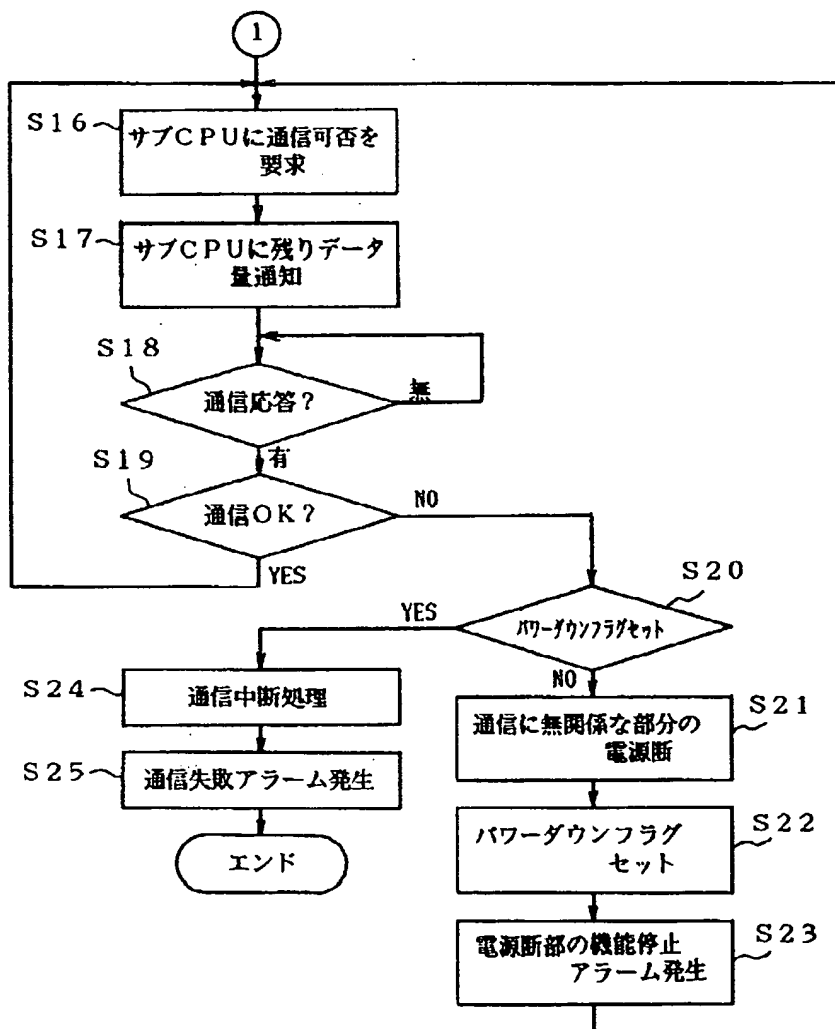 1
S16
サブCPUに通信可否を
要求
S17
サブCPUに残りデータ
量通知
S18
通信応答?
無
有
S19
通信OK?
NO
YES
S20
パワーダウンフラグセット
YES
NO
S24
通信中断処理
S25
通信失敗アラーム発生
エンド
S21
通信に無関係な部分の
電源断
S22
パワーダウンフラグ
セット
S23
電源断部の機能停止
アラーム発生